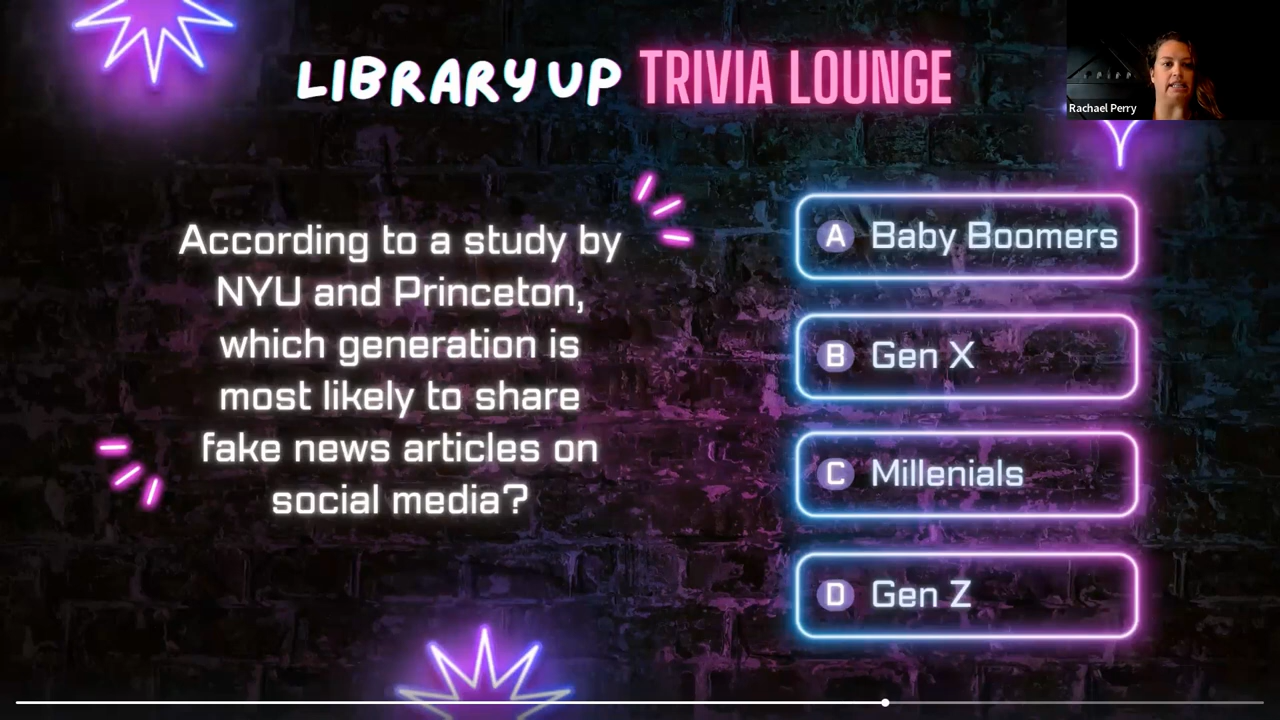 LIBRARYUP TRIVIA LOUNGE
Rachael Perry
According to a study by
NYU and Princeton,
which generation is
most likely to share
fake news articles on
social media?
A Baby Boomers
B Gen X
C Millenials
D Gen Z